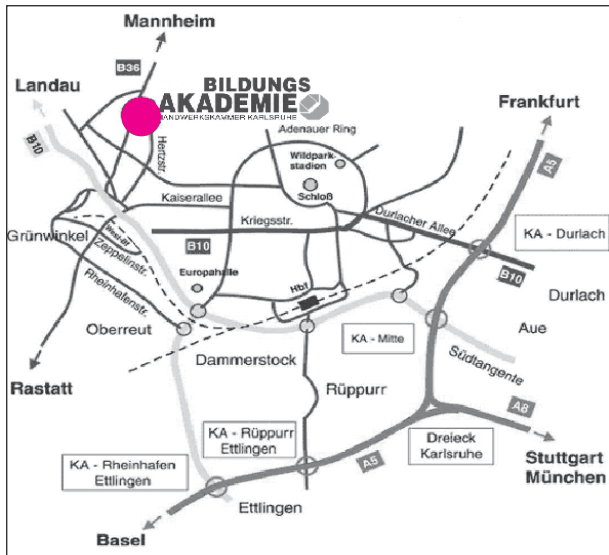 Mannheim
B36
Landau
BILDUNGS
AKADEMIE
HANDWERKSKAMMER KARLSRUHE
Frankfurt
Adenauer Ring
B10
Hertzstr.
Wildpark-
stadion
A5
Schloß
Kaiserallee
Durlacher Allee
Kriegsstr.
KA - Durlach
Grünwinkel
B10
Zeppelinstr.
Europahalle
Hbf
B10
Durlach
Rheinhafenstr.
Oberreut
KA - Mitte
Aue
Südtangente
Dammerstock
Rastatt
Rüppurr
A8
KA - Rüppurr
Ettlingen
Dreieck
Karlsruhe
KA - Rheinhafen
Ettlingen
A5
Stuttgart
München
Ettlingen
Basel